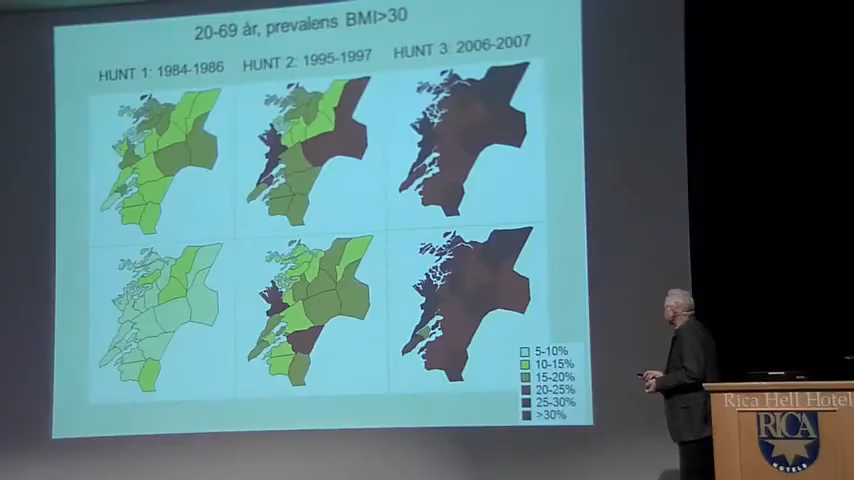 20-69 år, prevalens BMI>30
HUNT 1: 1984-1986
HUNT 2: 1995-1997
HUNT 3: 2006-2007
5-10%
10-15%
15-20%
20-25%
25-30%
>30%
Rica Hell Hotel
RICA
HOTELS